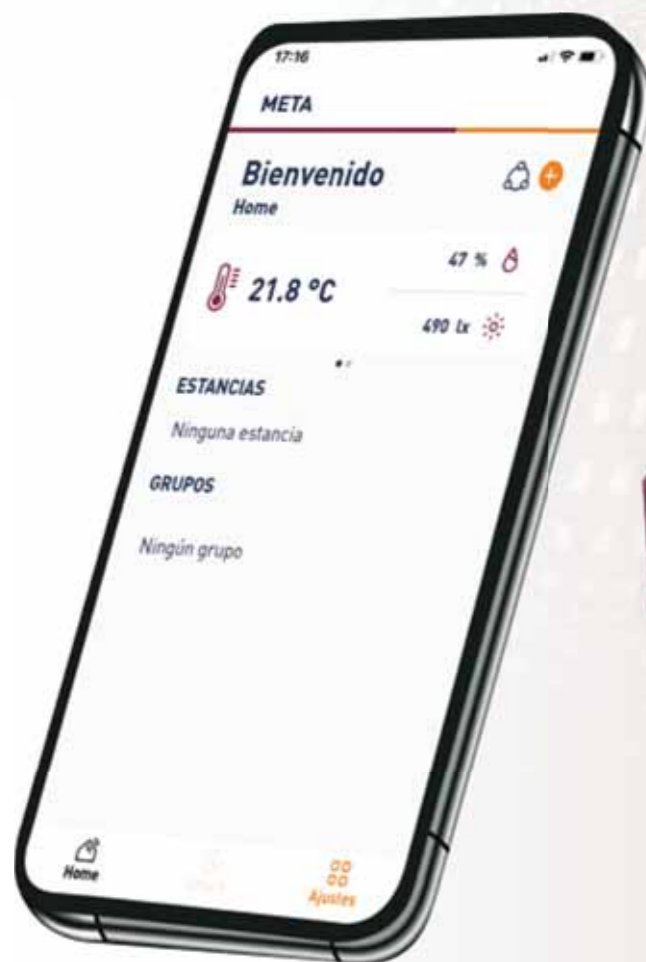 17:16
META
Bienvenido
Home
21.8 °C
47 %
490 lx
ESTANCIAS
Ninguna estancia
GRUPOS
Ningún grupo
Home
Ajustes